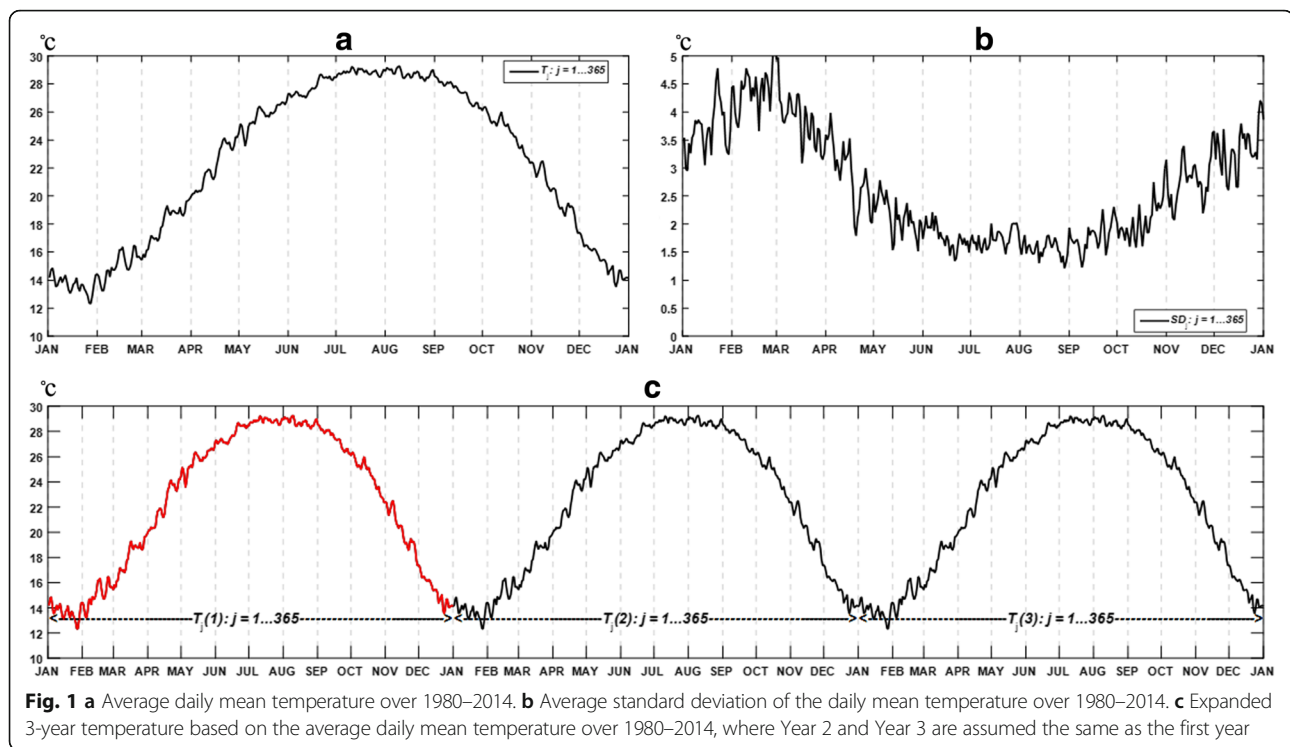 °C
a
30
28
26
24
22
20
18
16
14
12
10
T_j: j = 1...365
JAN FEB MAR APR MAY JUN JUL AUG SEP OCT NOV DEC JAN
°C
b
5
4.5
4
3.5
3
2.5
2
1.5
1
0.5
0
SD_j: j = 1...365
JAN FEB MAR APR MAY JUN JUL AUG SEP OCT NOV DEC JAN
°C
c
30
28
26
24
22
20
18
16
14
12
10
T_j(1): j = 1...365 T_j(2): j = 1...365 T_j(3): j = 1...365
JAN FEB MAR APR MAY JUN JUL AUG SEP OCT NOV DEC JAN FEB MAR APR MAY JUN JUL AUG SEP OCT NOV DEC JAN FEB MAR APR MAY JUN JUL AUG SEP OCT NOV DEC JAN
Fig. 1 a Average daily mean temperature over 1980–2014. b Average standard deviation of the daily mean temperature over 1980–2014. c Expanded
3-year temperature based on the average daily mean temperature over 1980–2014, where Year 2 and Year 3 are assumed the same as the first year